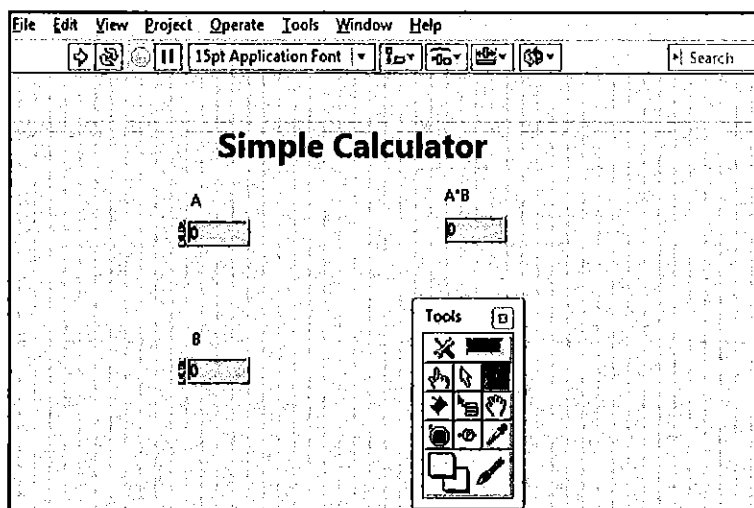 File Edit View Project Operate Tools Window Help
15pt Application Font Search
Simple Calculator
A
0
A*B
0
Tools
B
0